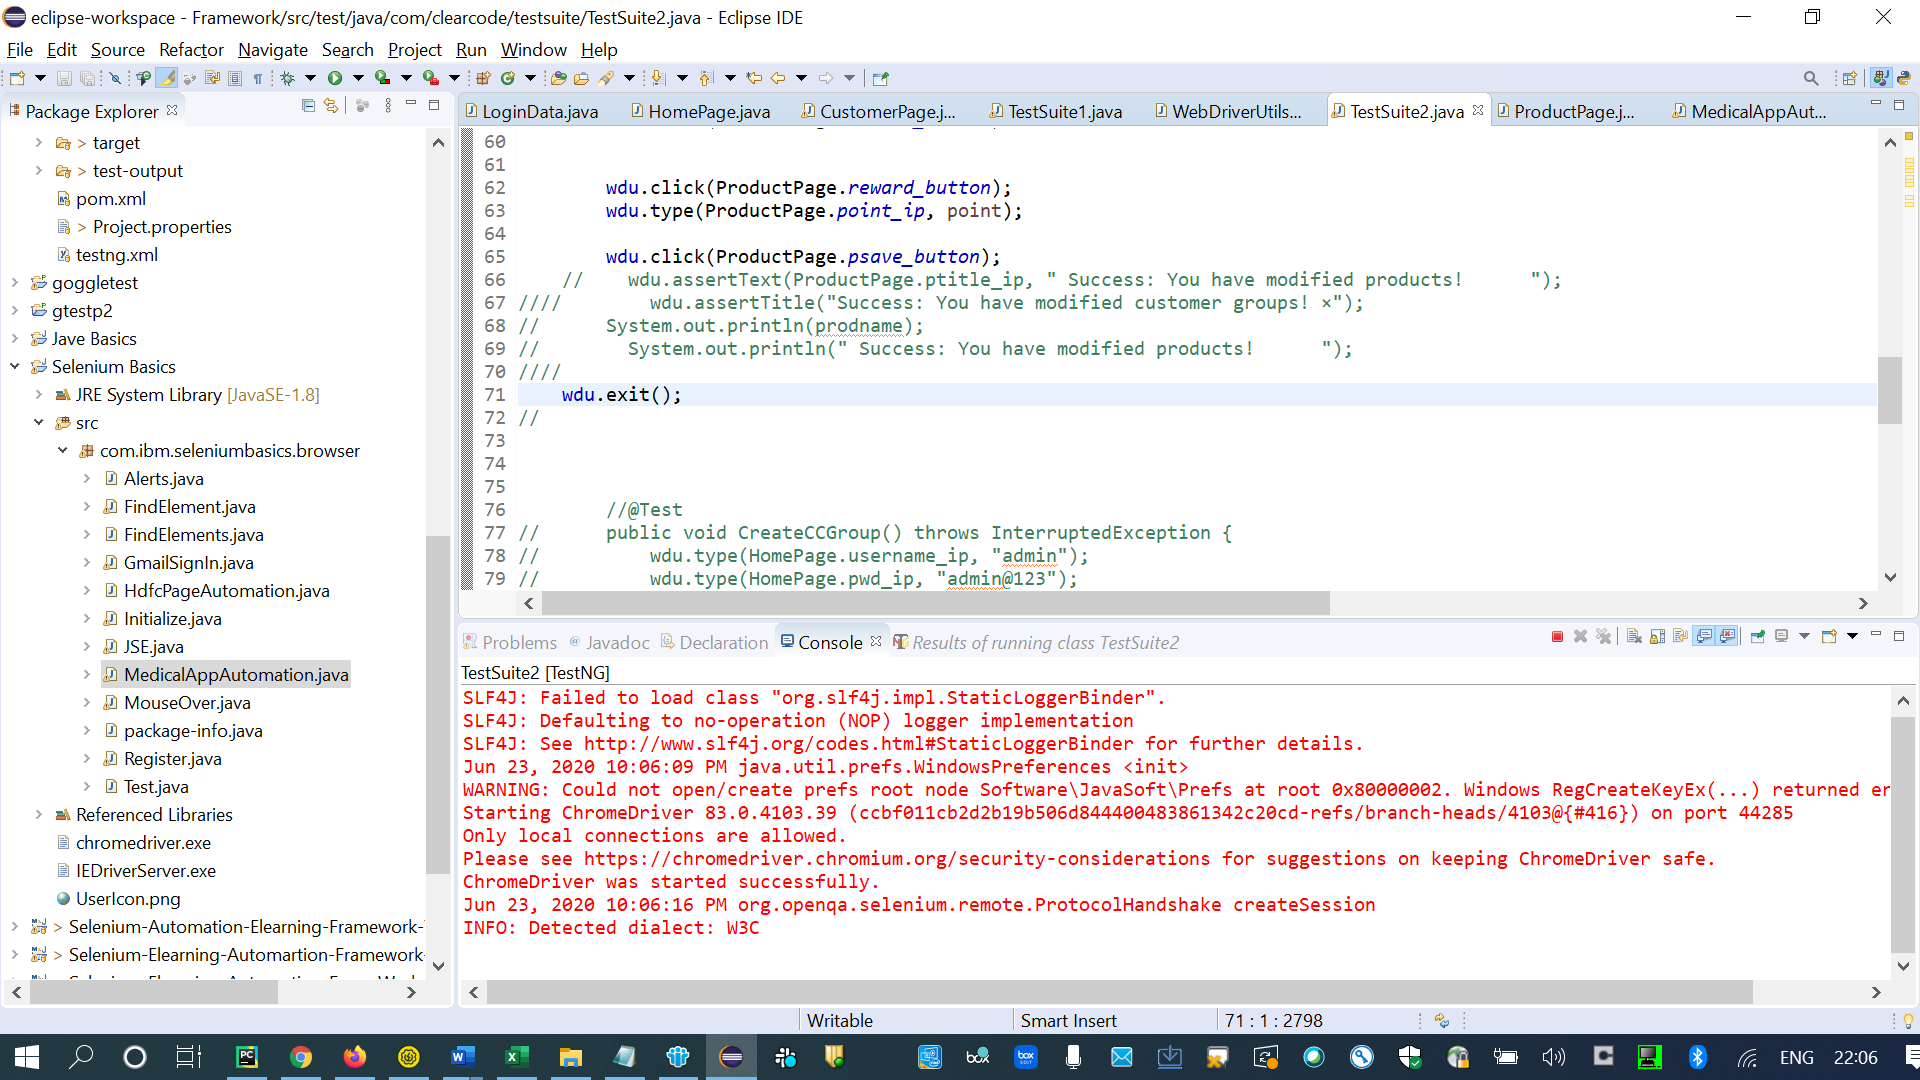 eclipse-workspace - Framework/src/test/java/com/clearcode/testsuite/TestSuite2.java - Eclipse IDE
File Edit Source Refactor Navigate Search Project Run Window Help
Package Explorer
> target
> test-output
pom.xml
> Project.properties
testng.xml
goggletest
gtestp2
Java Basics
Selenium Basics
JRE System Library [JavaSE-1.8]
src
com.ibm.seleniumbasics.browser
Alerts.java
FindElement.java
FindElements.java
GmailSignIn.java
HdfcPageAutomation.java
Initialize.java
JSE.java
MedicalAppAutomation.java
MouseOver.java
package-info.java
Register.java
Test.java
Referenced Libraries
chromedriver.exe
IEDriverServer.exe
UserIcon.png
> Selenium-Automation-Elearning-Framework-
> Selenium-Elearning-Automartion-Framework-
LoginData.java HomePage.java CustomerPage.j... TestSuite1.java WebDriverUtils... TestSuite2.java ProductPage.j... MedicalAppAut...
60
61
62 wdu.click(ProductPage.reward_button);
63 wdu.type(ProductPage.point_ip, point);
64
65 wdu.click(ProductPage.psave_button);
66 // wdu.assertText(ProductPage.ptitle_ip, " Success: You have modified products! ");
67 //// wdu.assertTitle("Success: You have modified customer groups! ×");
68 // System.out.println(prodname);
69 // System.out.println(" Success: You have modified products! ");
70 ////
71 wdu.exit();
72 //
73
74
75
76 //@Test
77 // public void CreateCCGroup() throws InterruptedException {
78 // wdu.type(HomePage.username_ip, "admin");
79 // wdu.type(HomePage.pwd_ip, "admin@123");
Problems @ Javadoc Declaration Console Results of running class TestSuite2
TestSuite2 [TestNG]
SLF4J: Failed to load class "org.slf4j.impl.StaticLoggerBinder".
SLF4J: Defaulting to no-operation (NOP) logger implementation
SLF4J: See http://www.slf4j.org/codes.html#StaticLoggerBinder for further details.
Jun 23, 2020 10:06:09 PM java.util.prefs.WindowsPreferences <init>
WARNING: Could not open/create prefs root node Software\JavaSoft\Prefs at root 0x80000002. Windows RegCreateKeyEx(...) returned er
Starting ChromeDriver 83.0.4103.39 (ccbf011cb2d2b19b506d844400483861342c20cd-refs/branch-heads/4103@{#416}) on port 44285
Only local connections are allowed.
Please see https://chromedriver.chromium.org/security-considerations for suggestions on keeping ChromeDriver safe.
ChromeDriver was started successfully.
Jun 23, 2020 10:06:16 PM org.openqa.selenium.remote.ProtocolHandshake createSession
INFO: Detected dialect: W3C
Writable Smart Insert 71 : 1 : 2798
ENG 22:06